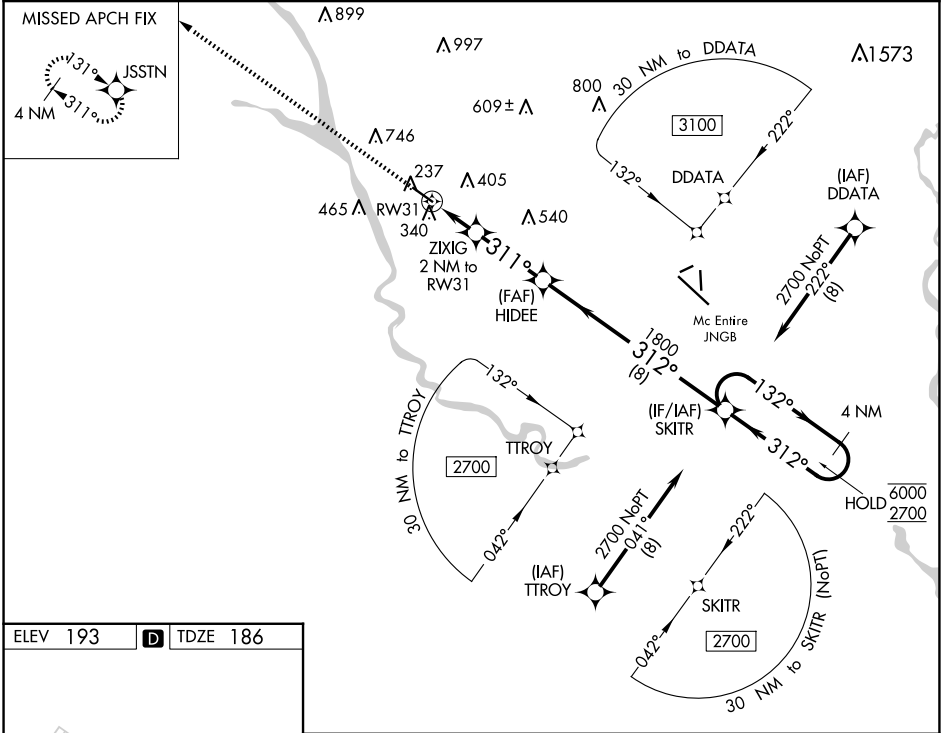 MISSED APCH FIX
131°
JSSTN
4 NM
311°
899
997
1573
609±
800
746
237
405
465
RW31
340
540
ZIXIG
2 NM to
RW31
311°
(FAF)
HIDEE
30 NM to DDATA
3100
222°
132°
DDATA
(IAF)
DDATA
2700 NoPT
222°
(8)
Mc Entire
JNGB
1800
312°
(8)
(IF/IAF)
SKITR
132°
4 NM
312°
HOLD
6000
2700
30 NM to TTROY
132°
TTROY
2700
042°
2700 NoPT
041°
(8)
(IAF)
TTROY
222°
SKITR
2700
042°
30 NM to SKITR (NoPT)
ELEV 193 D TDZE 186